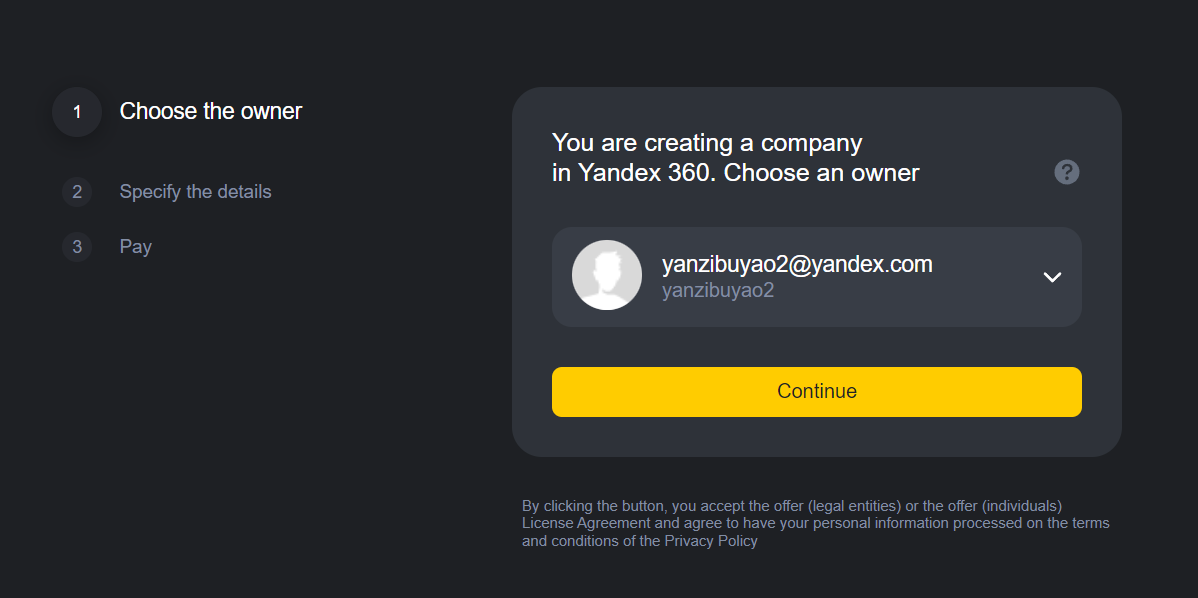 1
Choose the owner
2
Specify the details
3
Pay
You are creating a company
in Yandex 360. Choose an owner
?
yanzibuyao2@yandex.com
yanzibuyao2
Continue
By clicking the button, you accept the offer (legal entities) or the offer (individuals)
License Agreement and agree to have your personal information processed on the terms
and conditions of the Privacy Policy